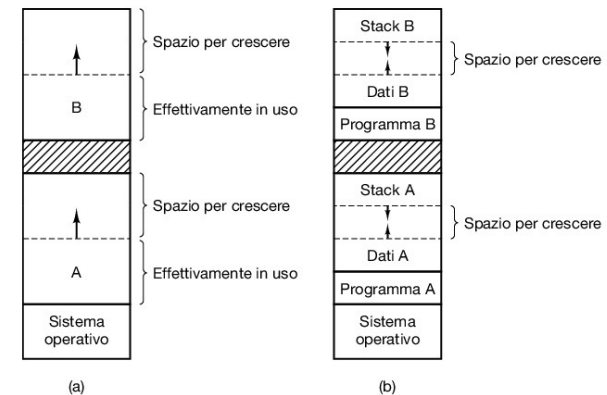 Spazio per crescere
B
Effettivamente in uso
Spazio per crescere
A
Effettivamente in uso
Sistema
operativo
(a)
Stack B
Spazio per crescere
Dati B
Programma B
Stack A
Spazio per crescere
Dati A
Programma A
Sistema
operativo
(b)